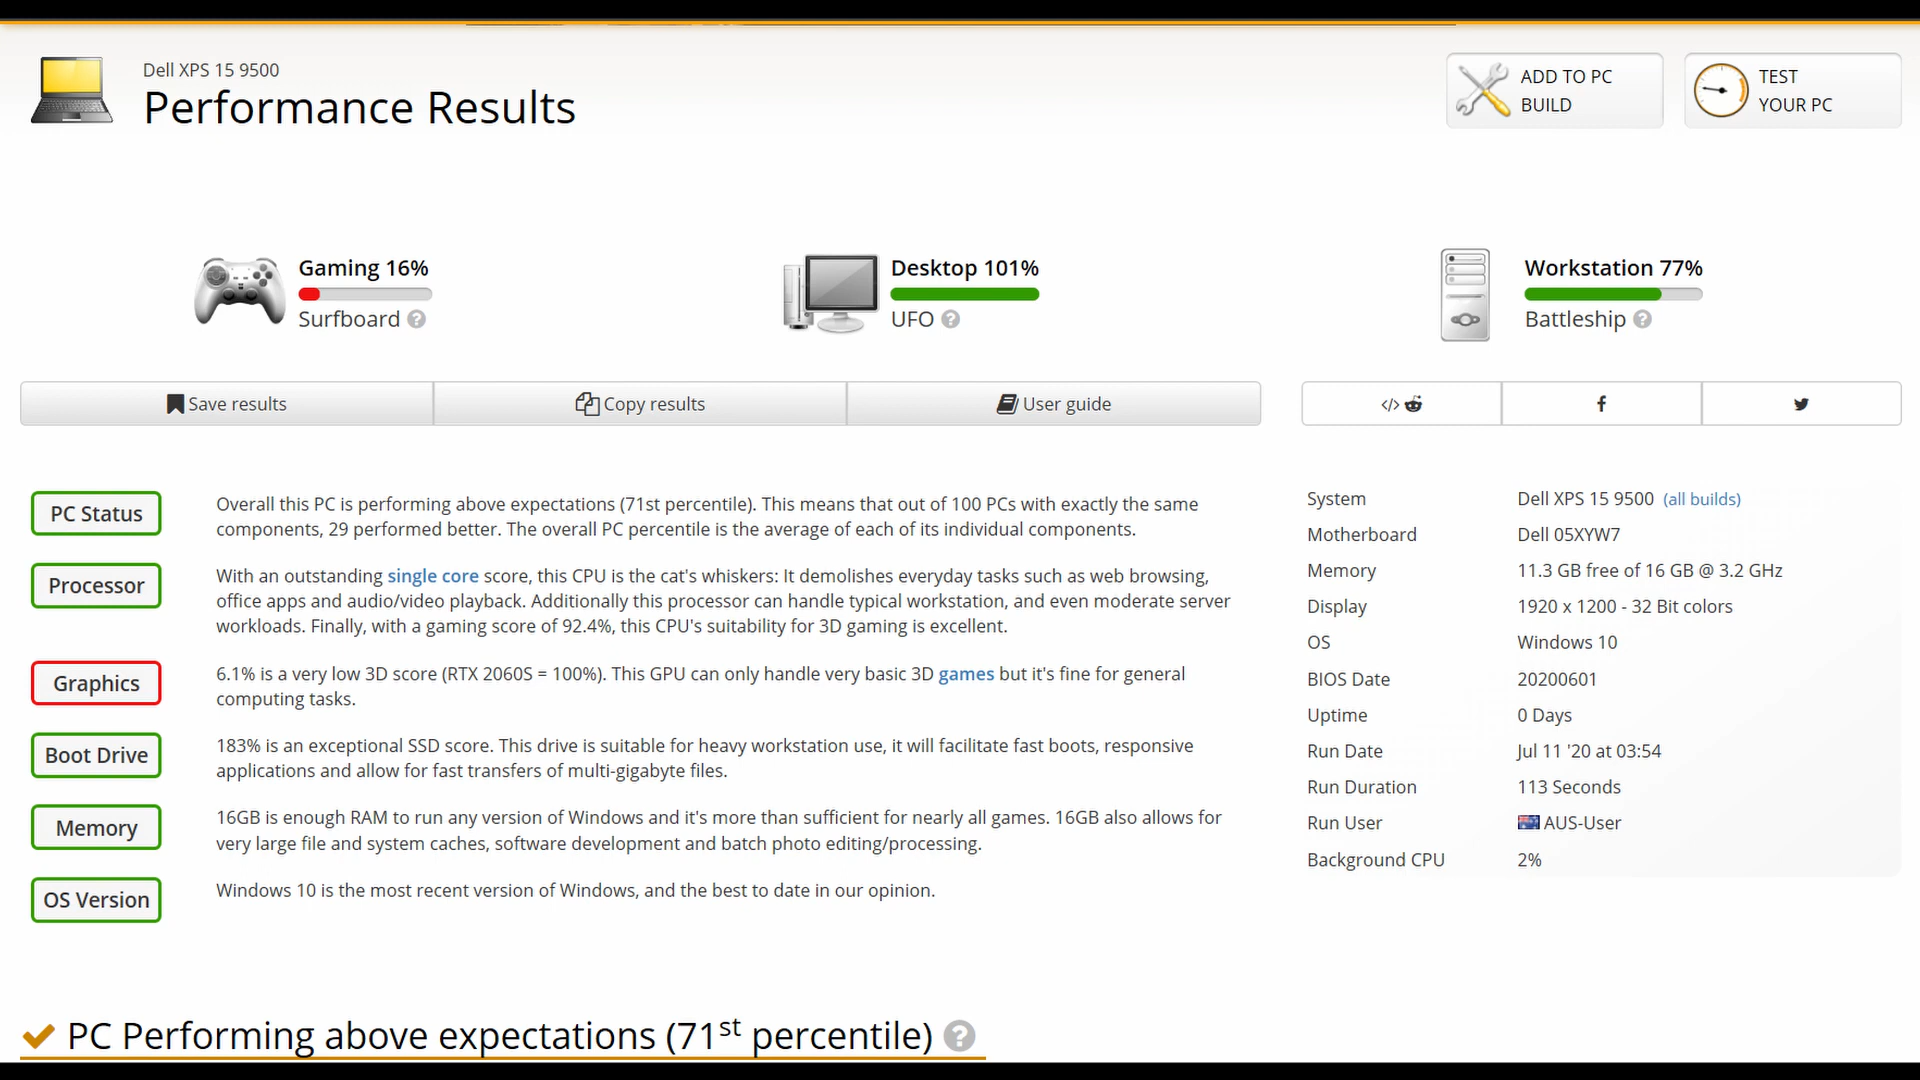 Dell XPS 15 9500
Performance Results
ADD TO PC
BUILD
TEST
YOUR PC
Gaming 16%
Surfboard ?
Desktop 101%
UFO ?
Workstation 77%
Battleship ?
Save results
Copy results
User guide
</>
f
PC Status
Overall this PC is performing above expectations (71st percentile). This means that out of 100 PCs with exactly the same
components, 29 performed better. The overall PC percentile is the average of each of its individual components.
Processor
With an outstanding single core score, this CPU is the cat's whiskers: It demolishes everyday tasks such as web browsing,
office apps and audio/video playback. Additionally this processor can handle typical workstation, and even moderate server
workloads. Finally, with a gaming score of 92.4%, this CPU's suitability for 3D gaming is excellent.
Graphics
6.1% is a very low 3D score (RTX 2060S = 100%). This GPU can only handle very basic 3D games but it's fine for general
computing tasks.
Boot Drive
183% is an exceptional SSD score. This drive is suitable for heavy workstation use, it will facilitate fast boots, responsive
applications and allow for fast transfers of multi-gigabyte files.
Memory
16GB is enough RAM to run any version of Windows and it's more than sufficient for nearly all games. 16GB also allows for
very large file and system caches, software development and batch photo editing/processing.
OS Version
Windows 10 is the most recent version of Windows, and the best to date in our opinion.
System Dell XPS 15 9500 (all builds)
Motherboard Dell 05XYW7
Memory 11.3 GB free of 16 GB @ 3.2 GHz
Display 1920 x 1200 - 32 Bit colors
OS Windows 10
BIOS Date 20200601
Uptime 0 Days
Run Date Jul 11 '20 at 03:54
Run Duration 113 Seconds
Run User AUS-User
Background CPU 2%
PC Performing above expectations (71st percentile) ?